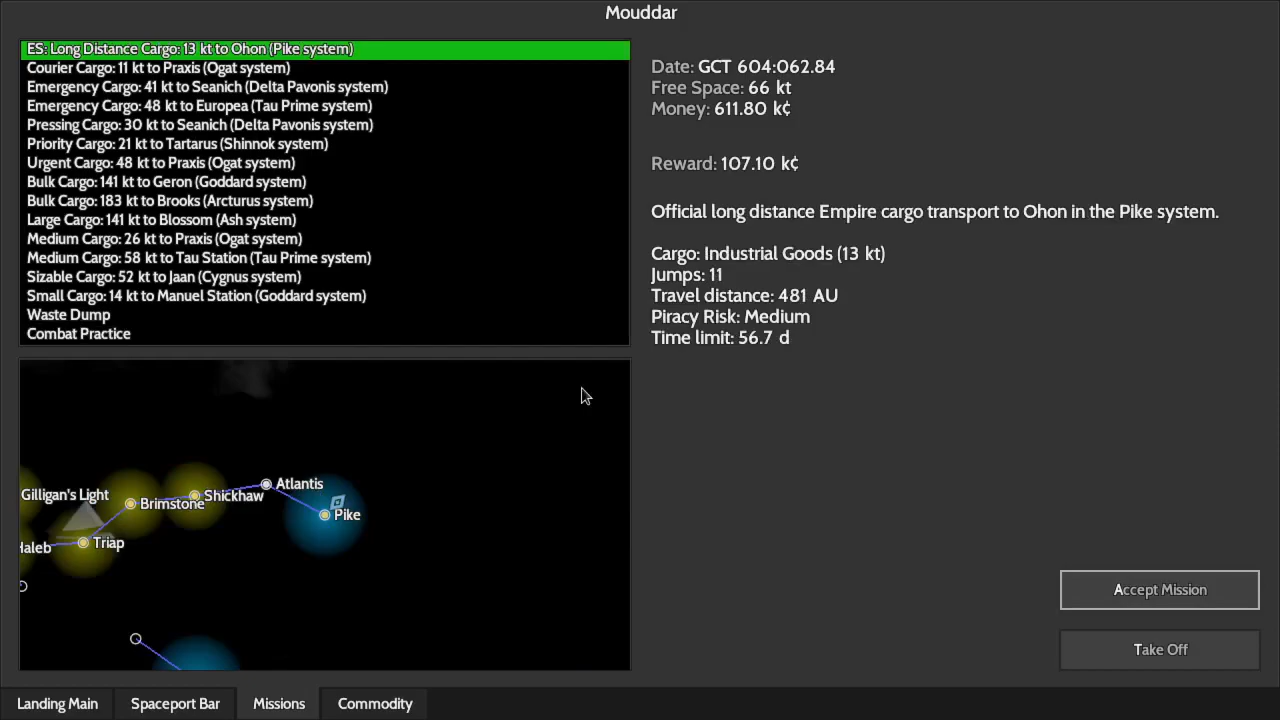 Mouddar
ES: Long Distance Cargo: 13 kt to Ohon (Pike system)
Courier Cargo: 11 kt to Praxis (Ogat system)
Emergency Cargo: 41 kt to Seanich (Delta Pavonis system)
Emergency Cargo: 48 kt to Europea (Tau Prime system)
Pressing Cargo: 30 kt to Seanich (Delta Pavonis system)
Priority Cargo: 21 kt to Tartarus (Shinnok system)
Urgent Cargo: 48 kt to Praxis (Ogat system)
Bulk Cargo: 141 kt to Geron (Goddard system)
Bulk Cargo: 183 kt to Brooks (Arcturus system)
Large Cargo: 141 kt to Blossom (Ash system)
Medium Cargo: 26 kt to Praxis (Ogat system)
Medium Cargo: 58 kt to Tau Station (Tau Prime system)
Sizable Cargo: 52 kt to Jaan (Cygnus system)
Small Cargo: 14 kt to Manuel Station (Goddard system)
Waste Dump
Combat Practice
Date: GCT 604:062.84
Free Space: 66 kt
Money: 611.80 k¢
Reward: 107.10 k¢
Official long distance Empire cargo transport to Ohon in the Pike system.
Cargo: Industrial Goods (13 kt)
Jumps: 11
Travel distance: 481 AU
Piracy Risk: Medium
Time limit: 56.7 d
Gilligan's Light
Brimstone
Shickhaw
Atlantis
Pike
Haleb
Triap
Accept Mission
Take Off
Landing Main
Spaceport Bar
Missions
Commodity